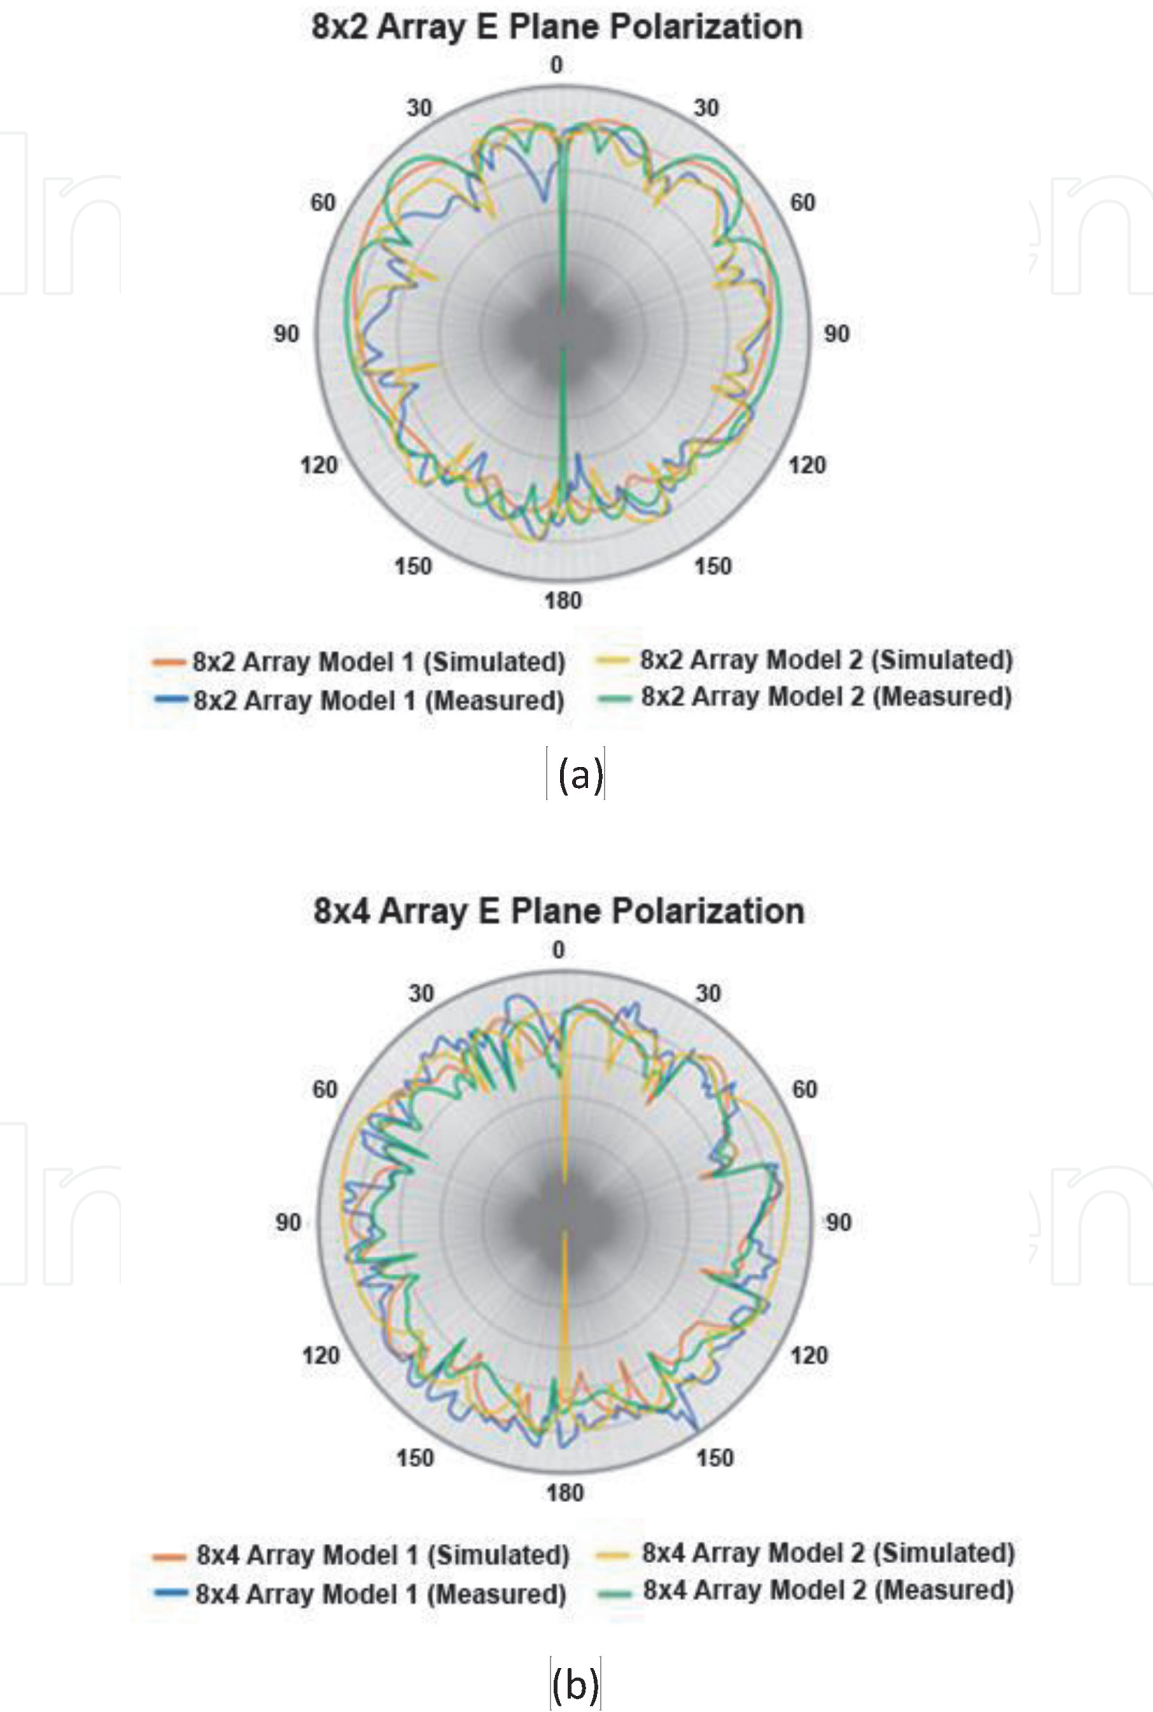 8x2 Array E Plane Polarization
0
30 30
60 60
90 90
120 120
150 150
180
8x2 Array Model 1 (Simulated) 8x2 Array Model 2 (Simulated)
8x2 Array Model 1 (Measured) 8x2 Array Model 2 (Measured)
(a)
8x4 Array E Plane Polarization
0
30 30
60 60
90 90
120 120
150 150
180
8x4 Array Model 1 (Simulated) 8x4 Array Model 2 (Simulated)
8x4 Array Model 1 (Measured) 8x4 Array Model 2 (Measured)
(b)